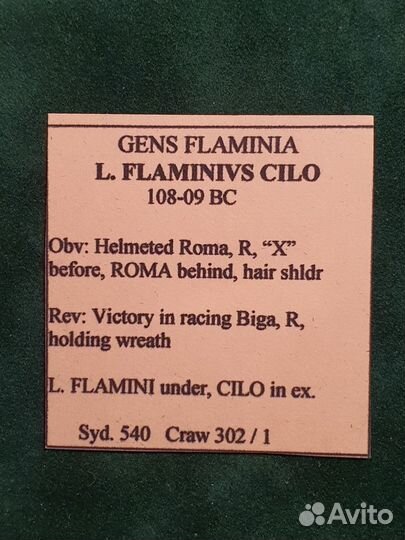 GENS FLAMINIA
L. FLAMINIVS CILO
108-09 BC
Obv: Helmeted Roma, R, “X”
before, ROMA behind, hair shldr
Rev: Victory in racing Biga, R,
holding wreath
L. FLAMINI under, CILO in ex.
Syd. 540 Craw 302 / 1
Avito